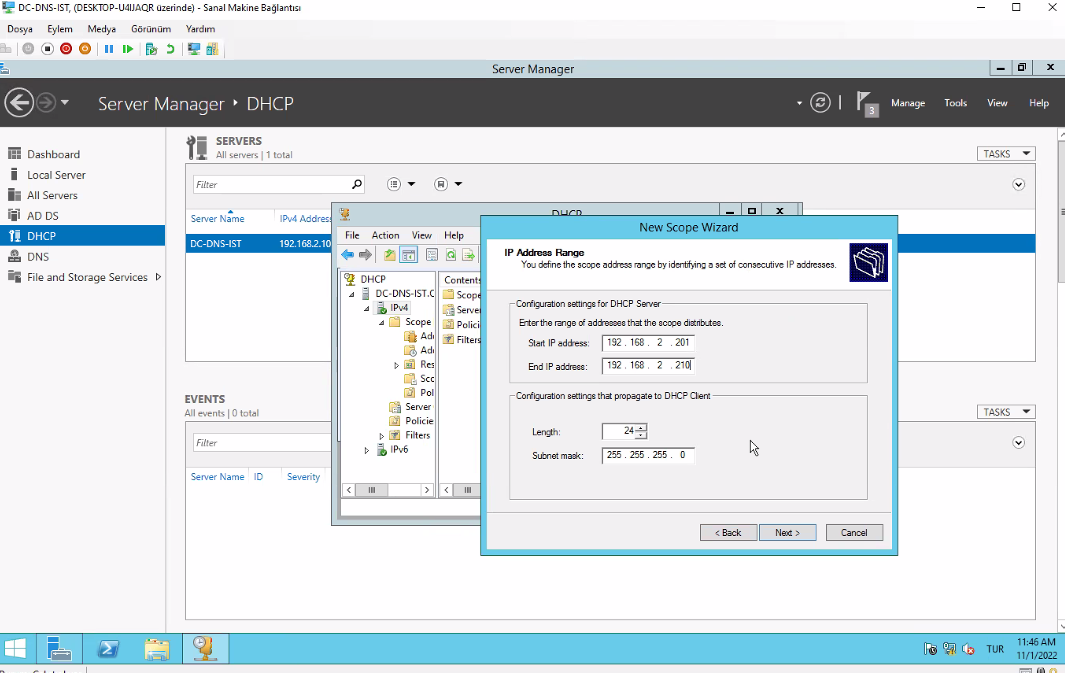 DC-DNS-IST, (DESKTOP-U4IJAQR üzerinde) - Sanal Makine Bağlantısı
Dosya Eylem Medya Görünüm Yardım
Server Manager
Server Manager ‣ DHCP
3 Manage Tools View Help
Dashboard
Local Server
All Servers
AD DS
DHCP
DNS
File and Storage Services
SERVERS
All servers | 1 total
TASKS
Filter
Server Name IPv4 Address
DC-DNS-IST 192.168.2.10
EVENTS
All events | 0 total
TASKS
Filter
Server Name ID Severity
DHCP
File Action View Help
DHCP
DC-DNS-IST.C
IPv4
Scope
Ad
Ad
Res
Sco
Pol
Server
Policie
Filters
IPv6
Contents
Scope
Server
Polici
Filters
New Scope Wizard
IP Address Range
You define the scope address range by identifying a set of consecutive IP addresses.
Configuration settings for DHCP Server
Enter the range of addresses that the scope distributes.
Start IP address: 192 . 168 . 2 . 201
End IP address: 192 . 168 . 2 . 210
Configuration settings that propagate to DHCP Client
Length: 24
Subnet mask: 255 . 255 . 255 . 0
< Back Next > Cancel
TUR
11:46 AM
11/1/2022